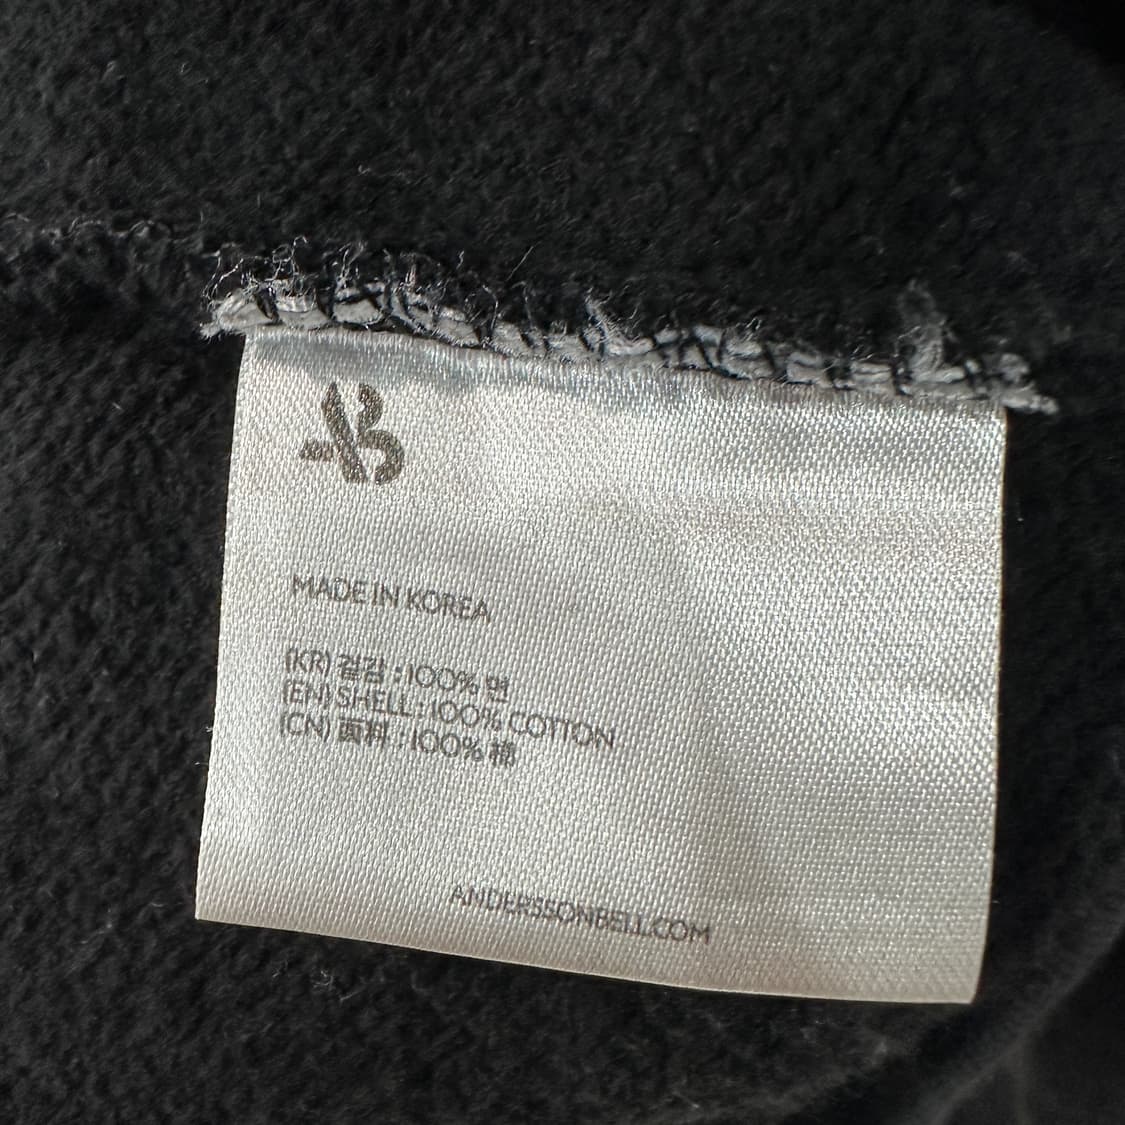 AB
MADE IN KOREA
(KR) 겉감 : 100% 면
(EN) SHELL : 100% COTTON
(CN) 面料 : 100% 棉
ANDERSSONBELL.COM